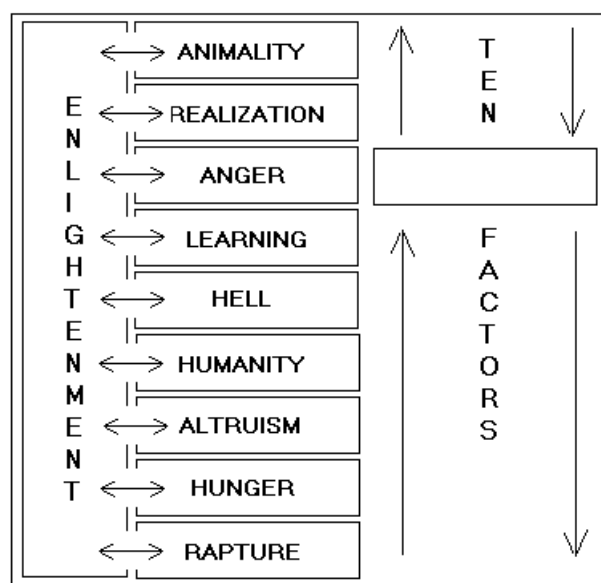 ENLIGHTENMENT
ANIMALITY
REALIZATION
ANGER
LEARNING
HELL
HUMANITY
ALTRUISM
HUNGER
RAPTURE
TEN
FACTORS